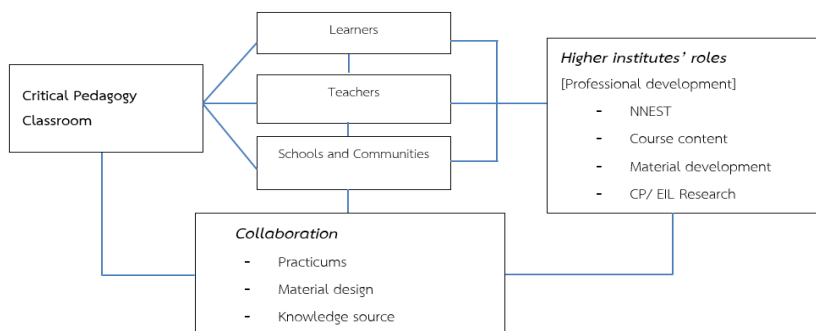 Critical Pedagogy
Classroom
Learners
Teachers
Schools and Communities
Higher institutes’ roles
[Professional development]
- NNEST
- Course content
- Material development
- CP/ EIL Research
Collaboration
- Practicums
- Material design
- Knowledge source